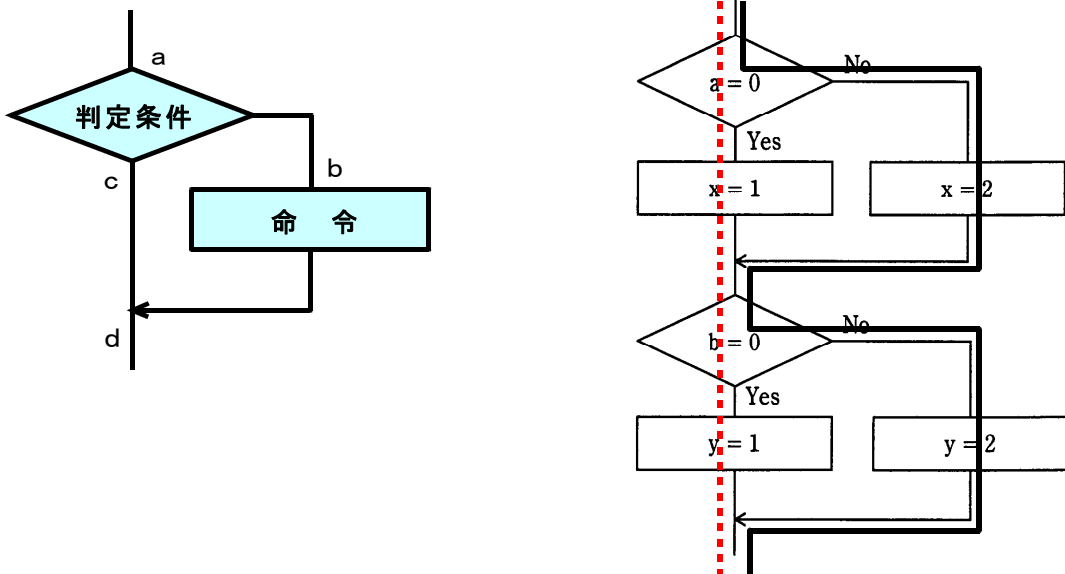 a
判定条件
c
b
命 令
d
No
a = 0
Yes
x = 1
x = 2
No
b = 0
Yes
y = 1
y = 2